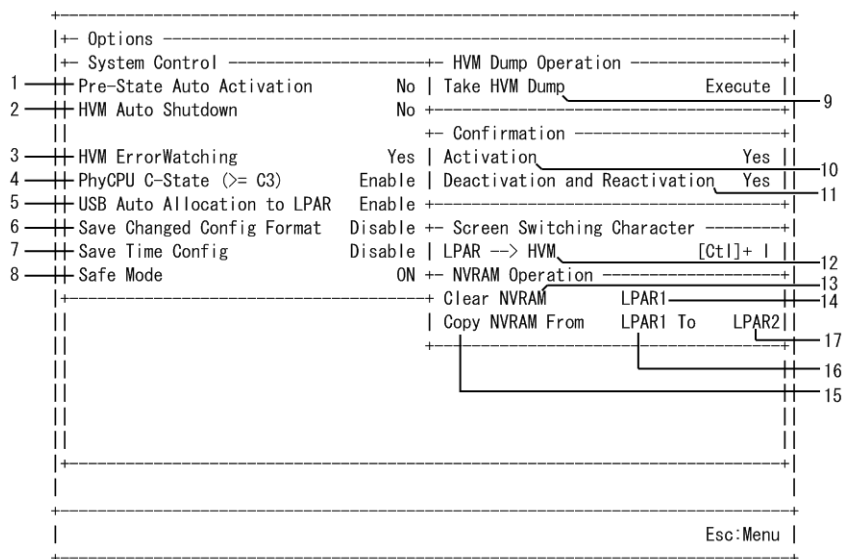 +- Options -+
+- System Control -+- HVM Dump Operation -+
1 Pre-State Auto Activation No | Take HVM Dump Execute | 9
2 HVM Auto Shutdown No +-+
+- Confirmation -+
3 HVM ErrorWatching Yes | Activation Yes | 10
4 PhyCPU C-State (>= C3) Enable | Deactivation and Reactivation Yes | 11
5 USB Auto Allocation to LPAR Enable +-+
6 Save Changed Config Format Disable +- Screen Switching Character -+
7 Save Time Config Disable | LPAR --> HVM [Ctl]+ l | 12
8 Safe Mode ON +- NVRAM Operation -+ 13
Clear NVRAM LPAR1 14
| Copy NVRAM From LPAR1 To LPAR2| 17
16
15
Esc:Menu |